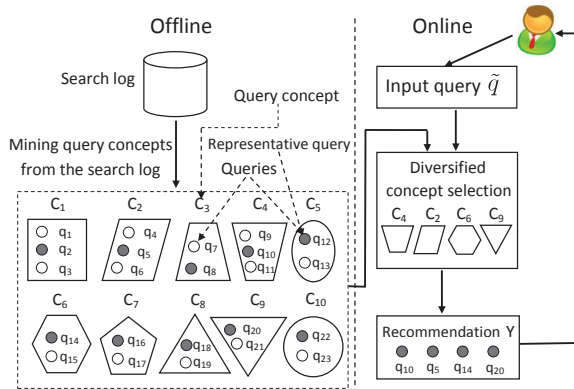 Offline
Online
Search log
Query concept
Input query q̃
Mining query concepts
from the search log
Representative query
Queries
Diversified
concept selection
C4 C2 C6 C9
C1 C2 C3 C4 C5
q1 q4 q7 q9 q12
q2 q5 q8 q10 q13
q3 q6 q11
C6 C7 C8 C9 C10
q14 q16 q18 q20 q22
q15 q17 q19 q21 q23
Recommendation Y
q10 q5 q14 q20